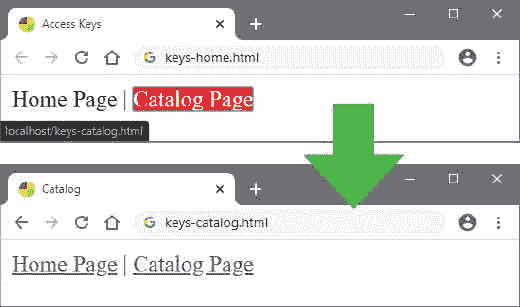 Access Keys
keys-home.html
Home Page | Catalog Page
localhost/keys-catalog.html
Catalog
keys-catalog.html
Home Page | Catalog Page